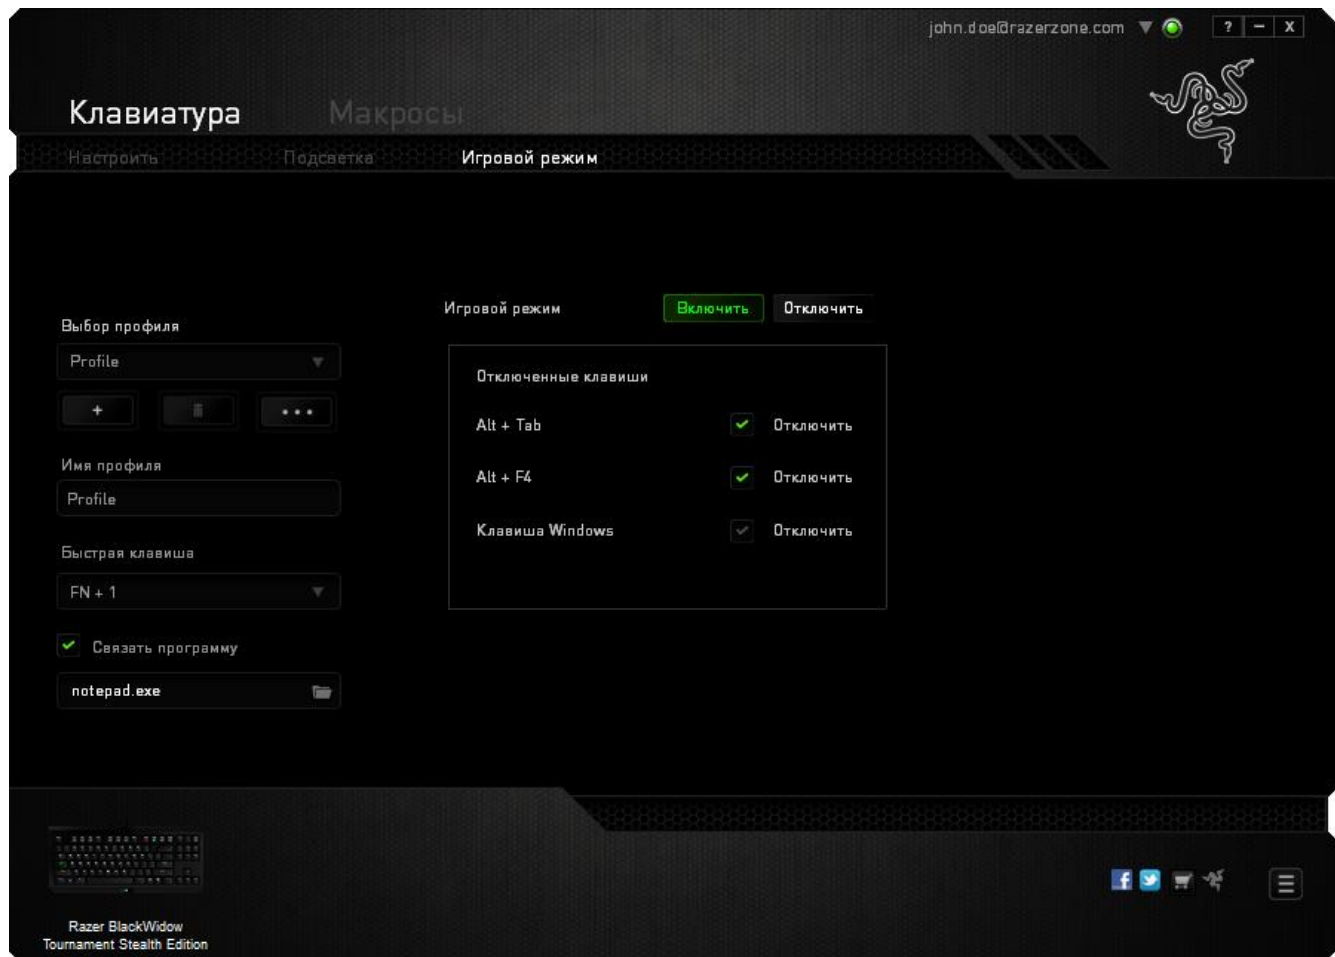 john.doe@razerzone.com
? – X
Клавиатура Макросы
Настроить Подсветка Игровой режим
Выбор профиля
Profile
+ •••
Имя профиля
Profile
Быстрая клавиша
FN + 1
Связать программу
notepad.exe
Игровой режим Включить Отключить
Отключенные клавиши
Alt + Tab Отключить
Alt + F4 Отключить
Клавиша Windows Отключить
Razer BlackWidow
Tournament Stealth Edition